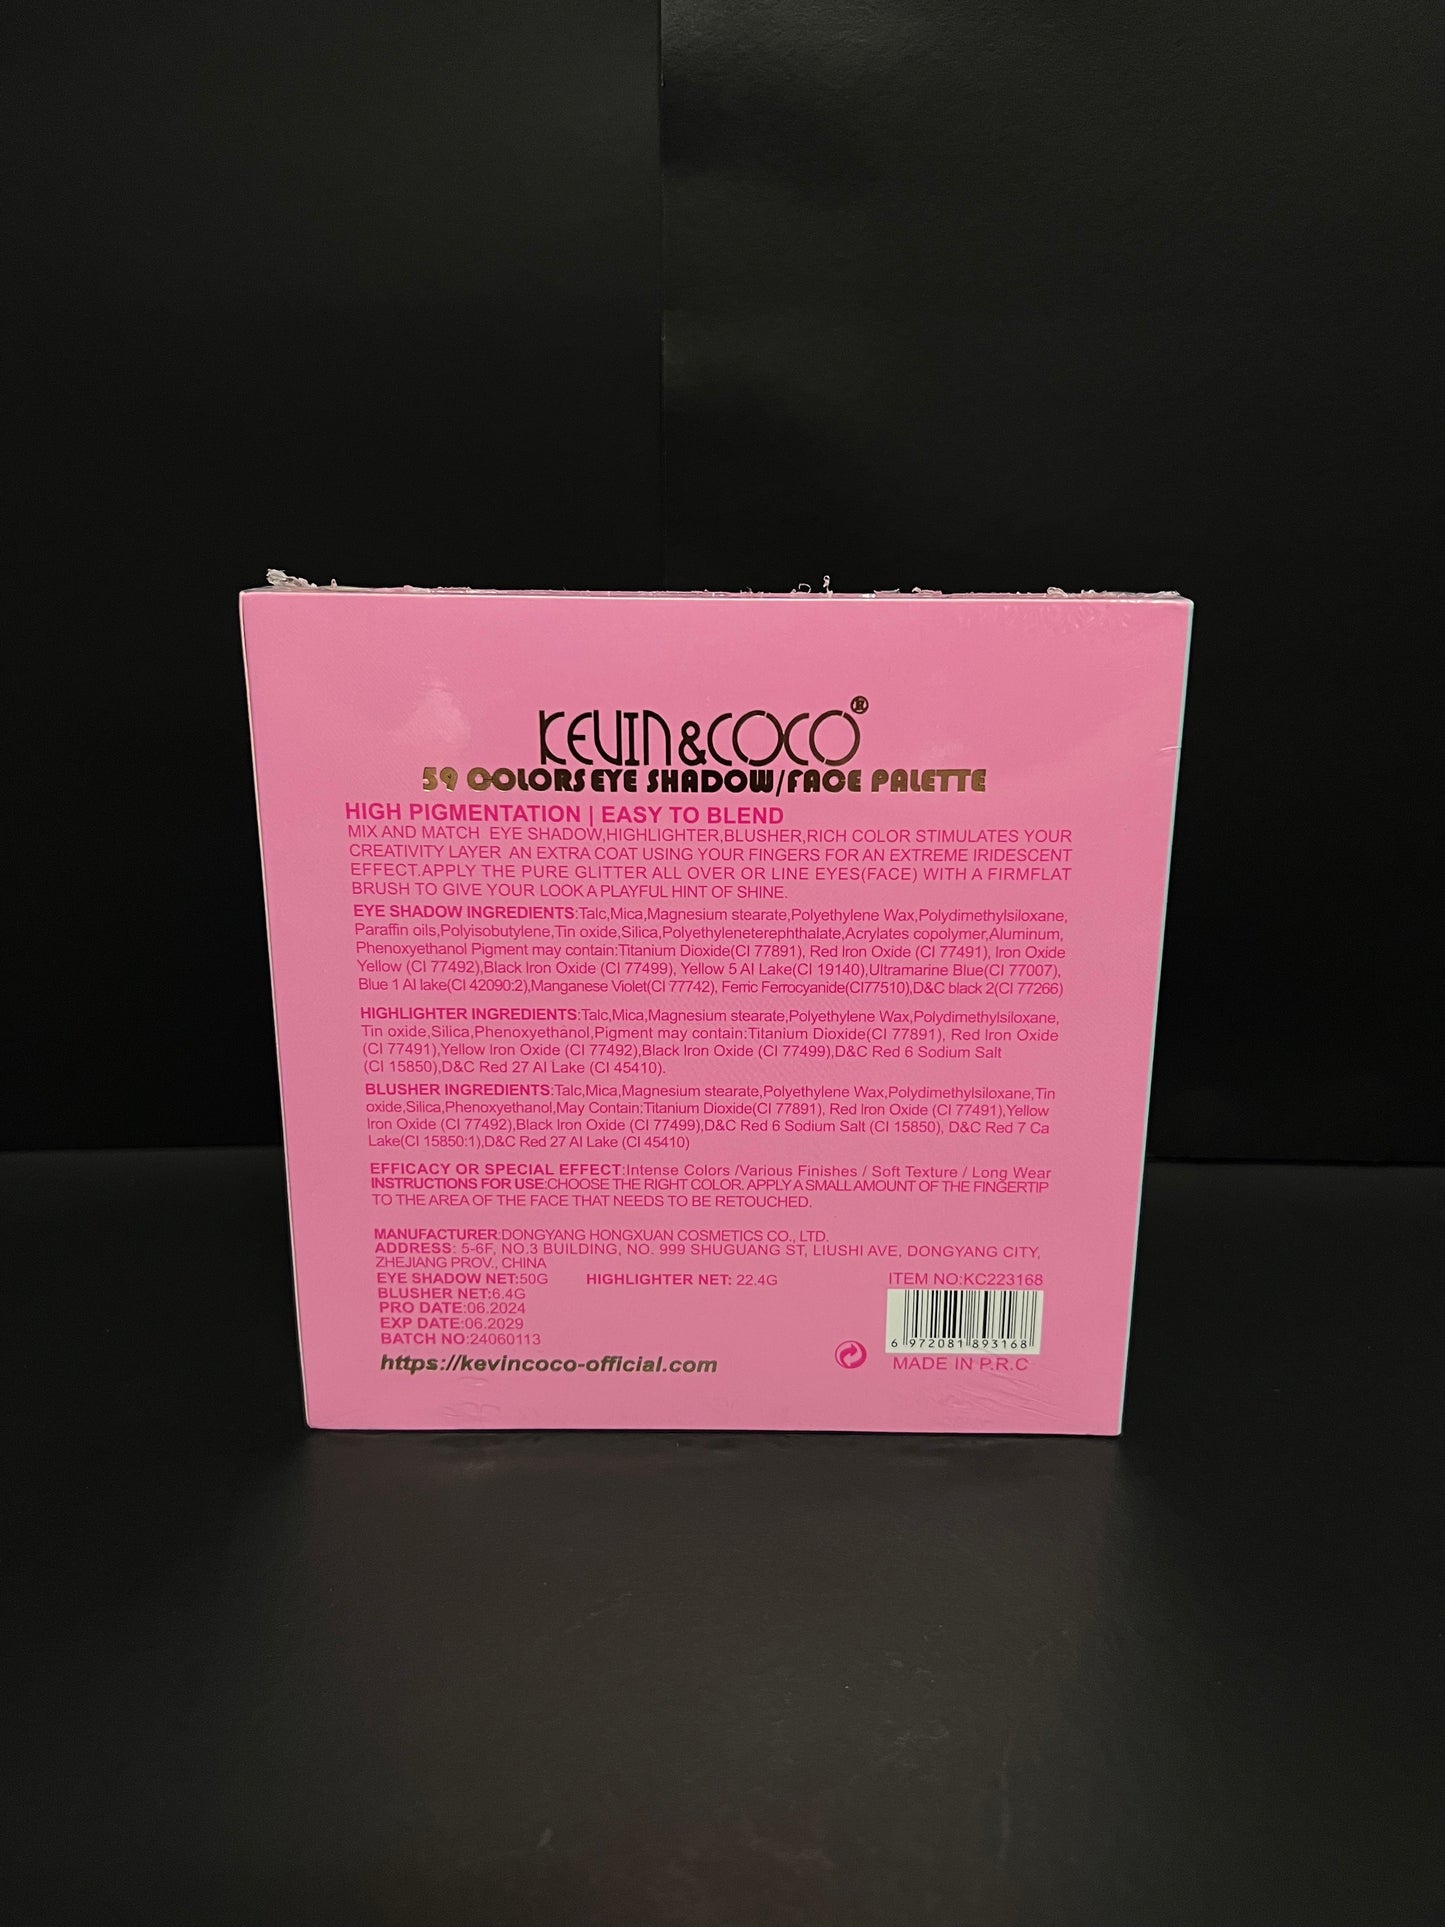 KEVIN&COCO®
59 COLORS EYE SHADOW/FACE PALETTE
HIGH PIGMENTATION | EASY TO BLEND
MIX AND MATCH EYE SHADOW,HIGHLIGHTER,BLUSHER,RICH COLOR STIMULATES YOUR
CREATIVITY LAYER AN EXTRA COAT USING YOUR FINGERS FOR AN EXTREME IRIDESCENT
EFFECT.APPLY THE PURE GLITTER ALL OVER OR LINE EYES(FACE) WITH A FIRMFLAT
BRUSH TO GIVE YOUR LOOK A PLAYFUL HINT OF SHINE.
EYE SHADOW INGREDIENTS:Talc,Mica,Magnesium stearate,Polyethylene Wax,Polydimethylsiloxane,
Paraffin oils,Polyisobutylene,Tin oxide,Silica,Polyethyleneterephthalate,Acrylates copolymer,Aluminum,
Phenoxyethanol Pigment may contain:Titanium Dioxide(CI 77891), Red Iron Oxide (CI 77491), Iron Oxide
Yellow (CI 77492),Black Iron Oxide (CI 77499), Yellow 5 Al Lake(CI 19140),Ultramarine Blue(CI 77007),
Blue 1 Al lake(CI 42090:2),Manganese Violet(CI 77742), Ferric Ferrocyanide(CI77510),D&C black 2(CI 77266)
HIGHLIGHTER INGREDIENTS:Talc,Mica,Magnesium stearate,Polyethylene Wax,Polydimethylsiloxane,
Tin oxide,Silica,Phenoxyethanol,Pigment may contain:Titanium Dioxide(CI 77891), Red Iron Oxide
(CI 77491),Yellow Iron Oxide (CI 77492),Black Iron Oxide (CI 77499),D&C Red 6 Sodium Salt
(CI 15850),D&C Red 27 Al Lake (CI 45410).
BLUSHER INGREDIENTS:Talc,Mica,Magnesium stearate,Polyethylene Wax,Polydimethylsiloxane,Tin
oxide,Silica,Phenoxyethanol,May Contain:Titanium Dioxide(CI 77891), Red Iron Oxide (CI 77491),Yellow
Iron Oxide (CI 77492),Black Iron Oxide (CI 77499),D&C Red 6 Sodium Salt (CI 15850), D&C Red 7 Ca
Lake(CI 15850:1),D&C Red 27 Al Lake (CI 45410)
EFFICACY OR SPECIAL EFFECT:Intense Colors /Various Finishes / Soft Texture / Long Wear
INSTRUCTIONS FOR USE:CHOOSE THE RIGHT COLOR. APPLY A SMALL AMOUNT OF THE FINGERTIP
TO THE AREA OF THE FACE THAT NEEDS TO BE RETOUCHED.
MANUFACTURER:DONGYANG HONGXUAN COSMETICS CO., LTD.
ADDRESS: 5-6F, NO.3 BUILDING, NO. 999 SHUGUANG ST, LIUSHI AVE, DONGYANG CITY,
ZHEJIANG PROV., CHINA
EYE SHADOW NET:50G HIGHLIGHTER NET: 22.4G ITEM NO:KC223168
BLUSHER NET:6.4G
PRO DATE:06.2024
EXP DATE:06.2029
BATCH NO:24060113
6 972081 893168
https://kevincoco-official.com
MADE IN P.R.C